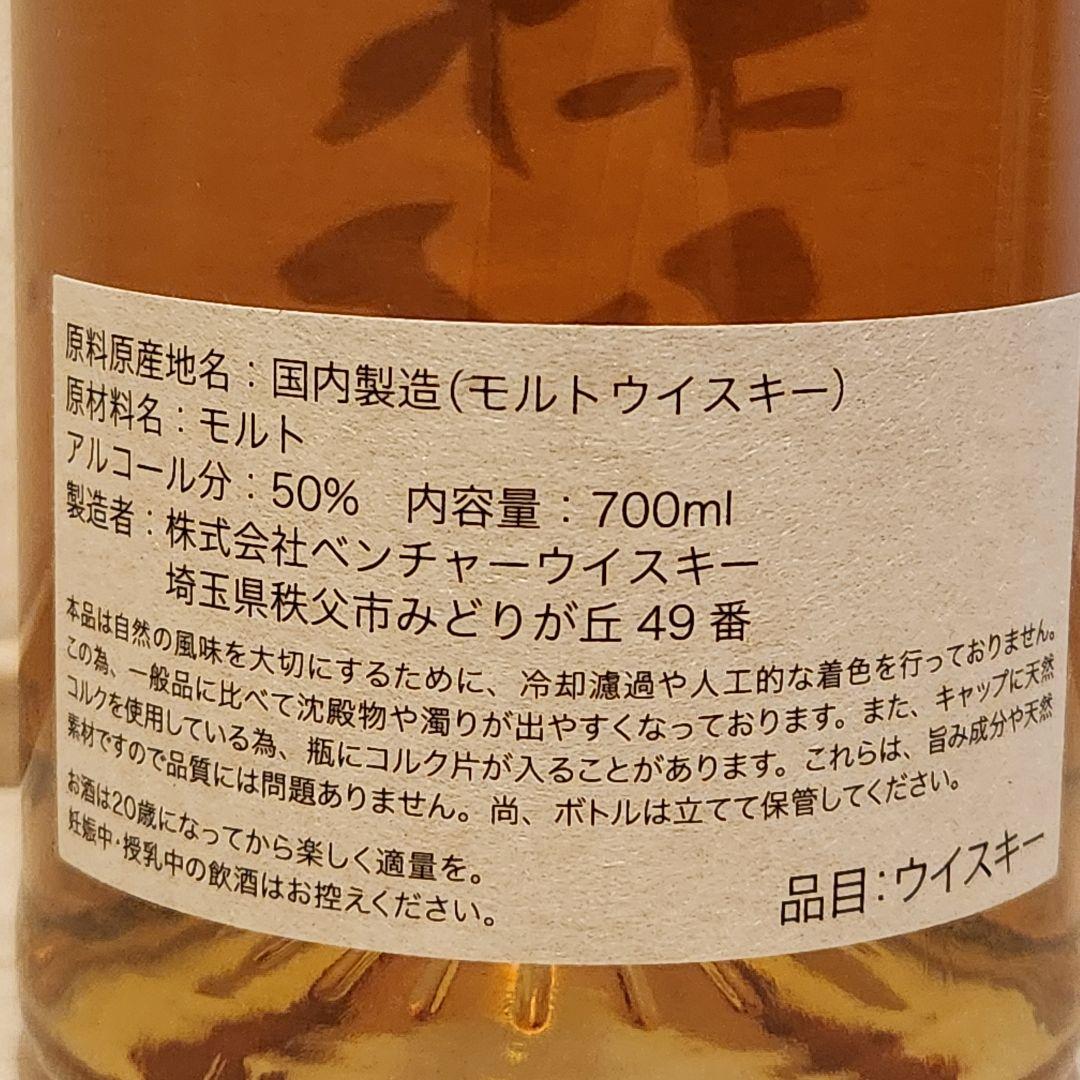 原料原産地名：国内製造（モルトウイスキー）
原材料名：モルト
アルコール分：50%　内容量：700ml
製造者：株式会社ベンチャーウイスキー
埼玉県秩父市みどりが丘49番
本品は自然の風味を大切にするために、冷却濾過や人工的な着色を行っておりません。
この為、一般品に比べて沈殿物や濁りが出やすくなっております。また、キャップに天然
コルクを使用している為、瓶にコルク片が入ることがあります。これらは、旨み成分や天然
素材ですので品質には問題ありません。尚、ボトルは立てて保管してください。
お酒は20歳になってから楽しく適量を。
妊娠中・授乳中の飲酒はお控えください。
品目：ウイスキー